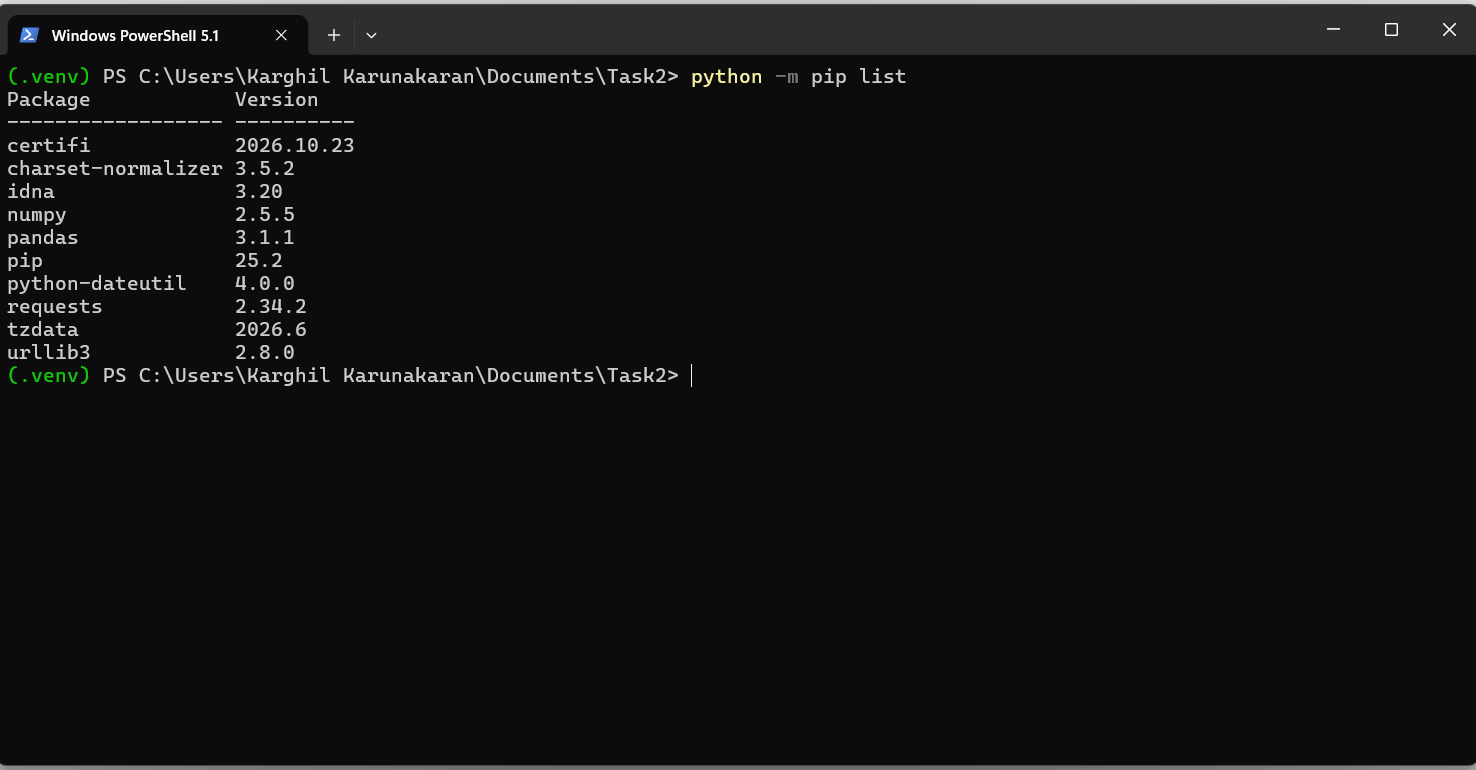 Windows PowerShell 5.1
(.venv) PS C:\Users\Karghil Karunakaran\Documents\Task2> python -m pip list
Package            Version
------------------ ----------
certifi            2026.10.23
charset-normalizer 3.5.2
idna               3.20
numpy              2.5.5
pandas             3.1.1
pip                25.2
python-dateutil    4.0.0
requests           2.34.2
tzdata             2026.6
urllib3            2.8.0
(.venv) PS C:\Users\Karghil Karunakaran\Documents\Task2>